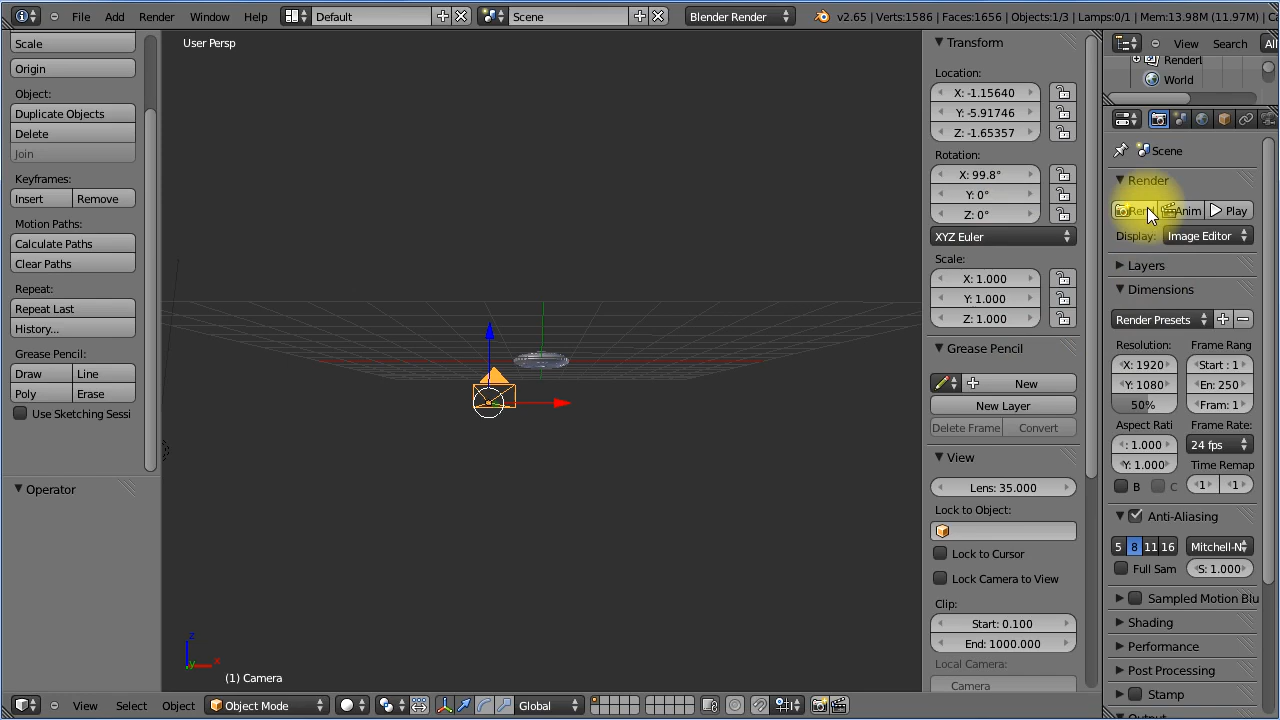 File Add Render Window Help Default Scene Blender Render v2.65 | Verts:1586 | Faces:1656 | Objects:1/3 | Lamps:0/1 | Mem:13.98M (11.97M) |
Scale
Origin
Object:
Duplicate Objects
Delete
Join
Keyframes:
Insert Remove
Motion Paths:
Calculate Paths
Clear Paths
Repeat:
Repeat Last
History...
Grease Pencil:
Draw Line
Poly Erase
Use Sketching Sessi
Operator
User Persp
z
y x
(1) Camera
View Select Object Object Mode Global
Transform
Location:
X: -1.15640
Y: -5.91746
Z: -1.65357
Rotation:
X: 99.8°
Y: 0°
Z: 0°
XYZ Euler
Scale:
X: 1.000
Y: 1.000
Z: 1.000
Grease Pencil
New
New Layer
Delete Frame Convert
View
Lens: 35.000
Lock to Object:
Lock to Cursor
Lock Camera to View
Clip:
Start: 0.100
End: 1000.000
Local Camera:
Camera
View Search All
RenderL
World
Scene
Render
Anim Play
Display: Image Editor
Layers
Dimensions
Render Presets
Resolution: Frame Rang
X: 1920 Start : 1
Y: 1080 En: 250
50% Fram: 1
Aspect Rati Frame Rate:
: 1.000 24 fps
Y: 1.000 Time Remap
B C 1 1
Anti-Aliasing
5 8 11 16 Mitchell-N
Full Sam S: 1.000
Sampled Motion Blu
Shading
Performance
Post Processing
Stamp
Output